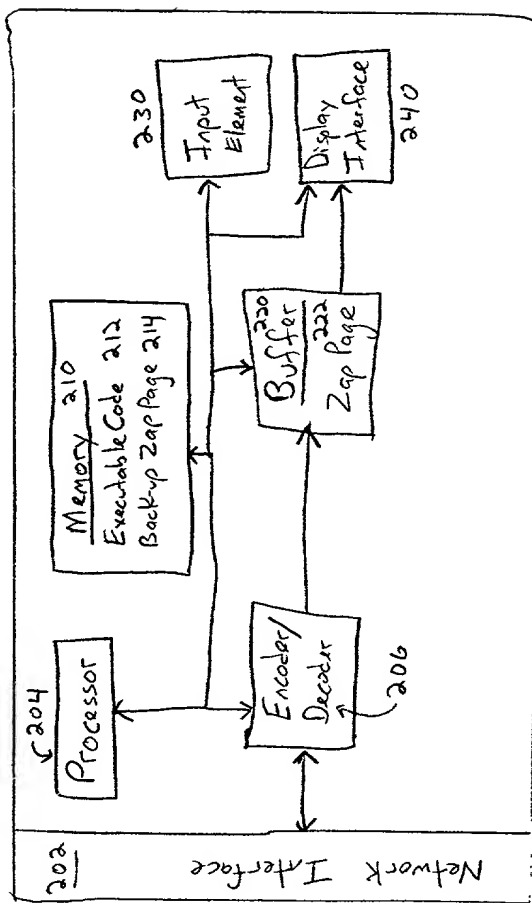 202
Network
Interface
204
Processor
Encoder/
Decoder
206
Memory 210
Executable Code 212
Back-up Zap Page 214
Buffer 220
Zap Page 222
230
Input
Element
Display
Interface
240